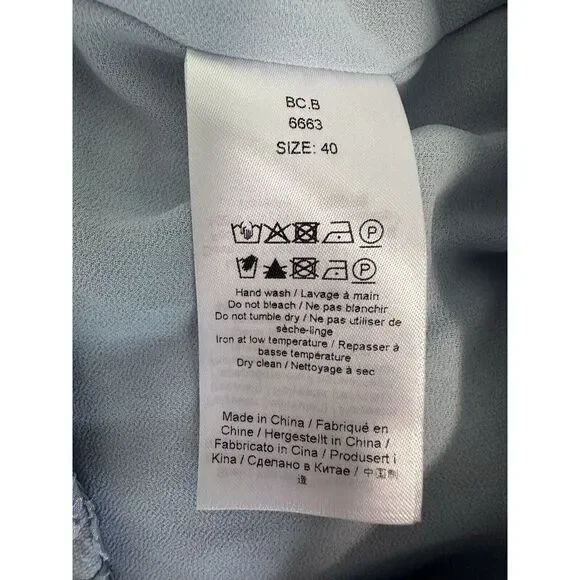 BC.B
6663
SIZE: 40
P
P
Hand wash / Lavage à main
Do not bleach / Ne pas blanchir
Do not tumble dry / Ne pas utiliser de
sèche-linge
Iron at low temperature / Repasser à
basse température
Dry clean / Nettoyage à sec
Made in China / Fabriqué en
Chine / Hergestellt in China /
Fabbricato in Cina / Produsert i
Kina / Сделано в Китае / 中国制
造